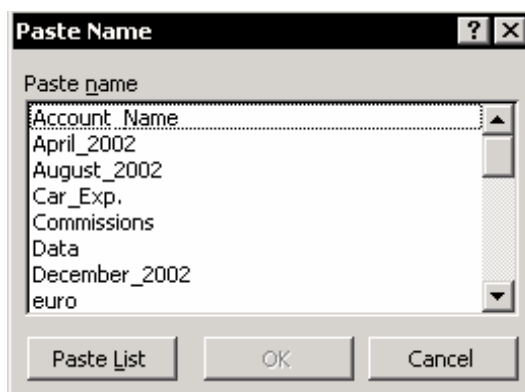 Paste Name
Paste name
Account_Name
April_2002
August_2002
Car_Exp.
Commissions
Data
December_2002
euro
Paste List OK Cancel